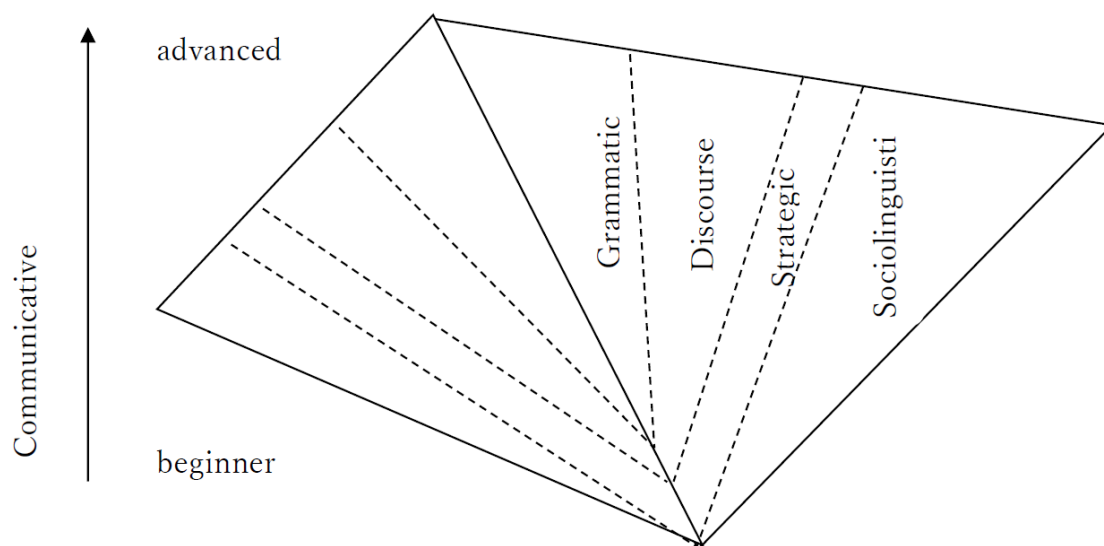 advanced
Communicative
Grammatic
Discourse
Strategic
Sociolinguisti
beginner